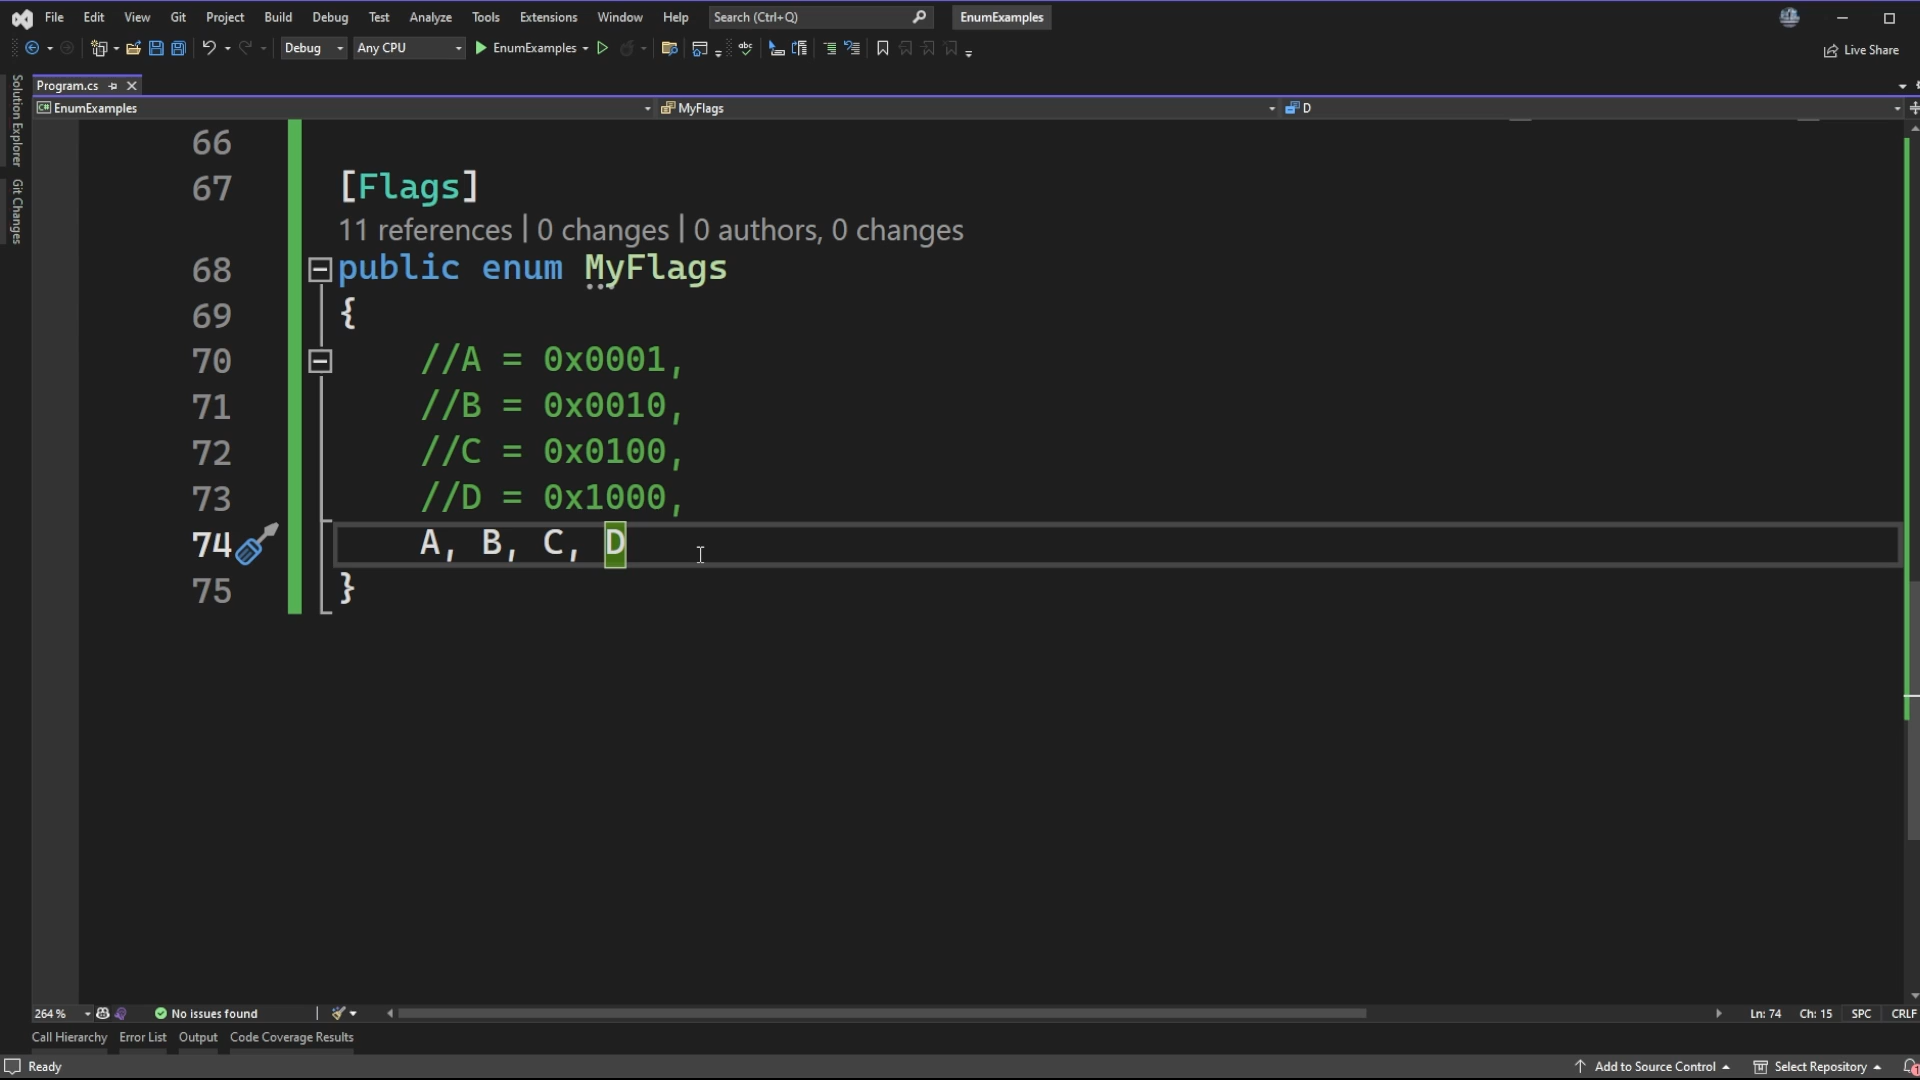 File Edit View Git Project Build Debug Test Analyze Tools Extensions Window Help Search (Ctrl+Q) EnumExamples
Debug Any CPU EnumExamples Live Share
Solution Explorer
Git Changes
Program.cs
C# EnumExamples MyFlags D
66
67 [Flags]
11 references | 0 changes | 0 authors, 0 changes
68 public enum MyFlags
69 {
70 //A = 0x0001,
71 //B = 0x0010,
72 //C = 0x0100,
73 //D = 0x1000,
74 A, B, C, D
75 }
264 % No issues found Ln: 74 Ch: 15 SPC CRLF
Call Hierarchy Error List Output Code Coverage Results
Ready Add to Source Control Select Repository 1